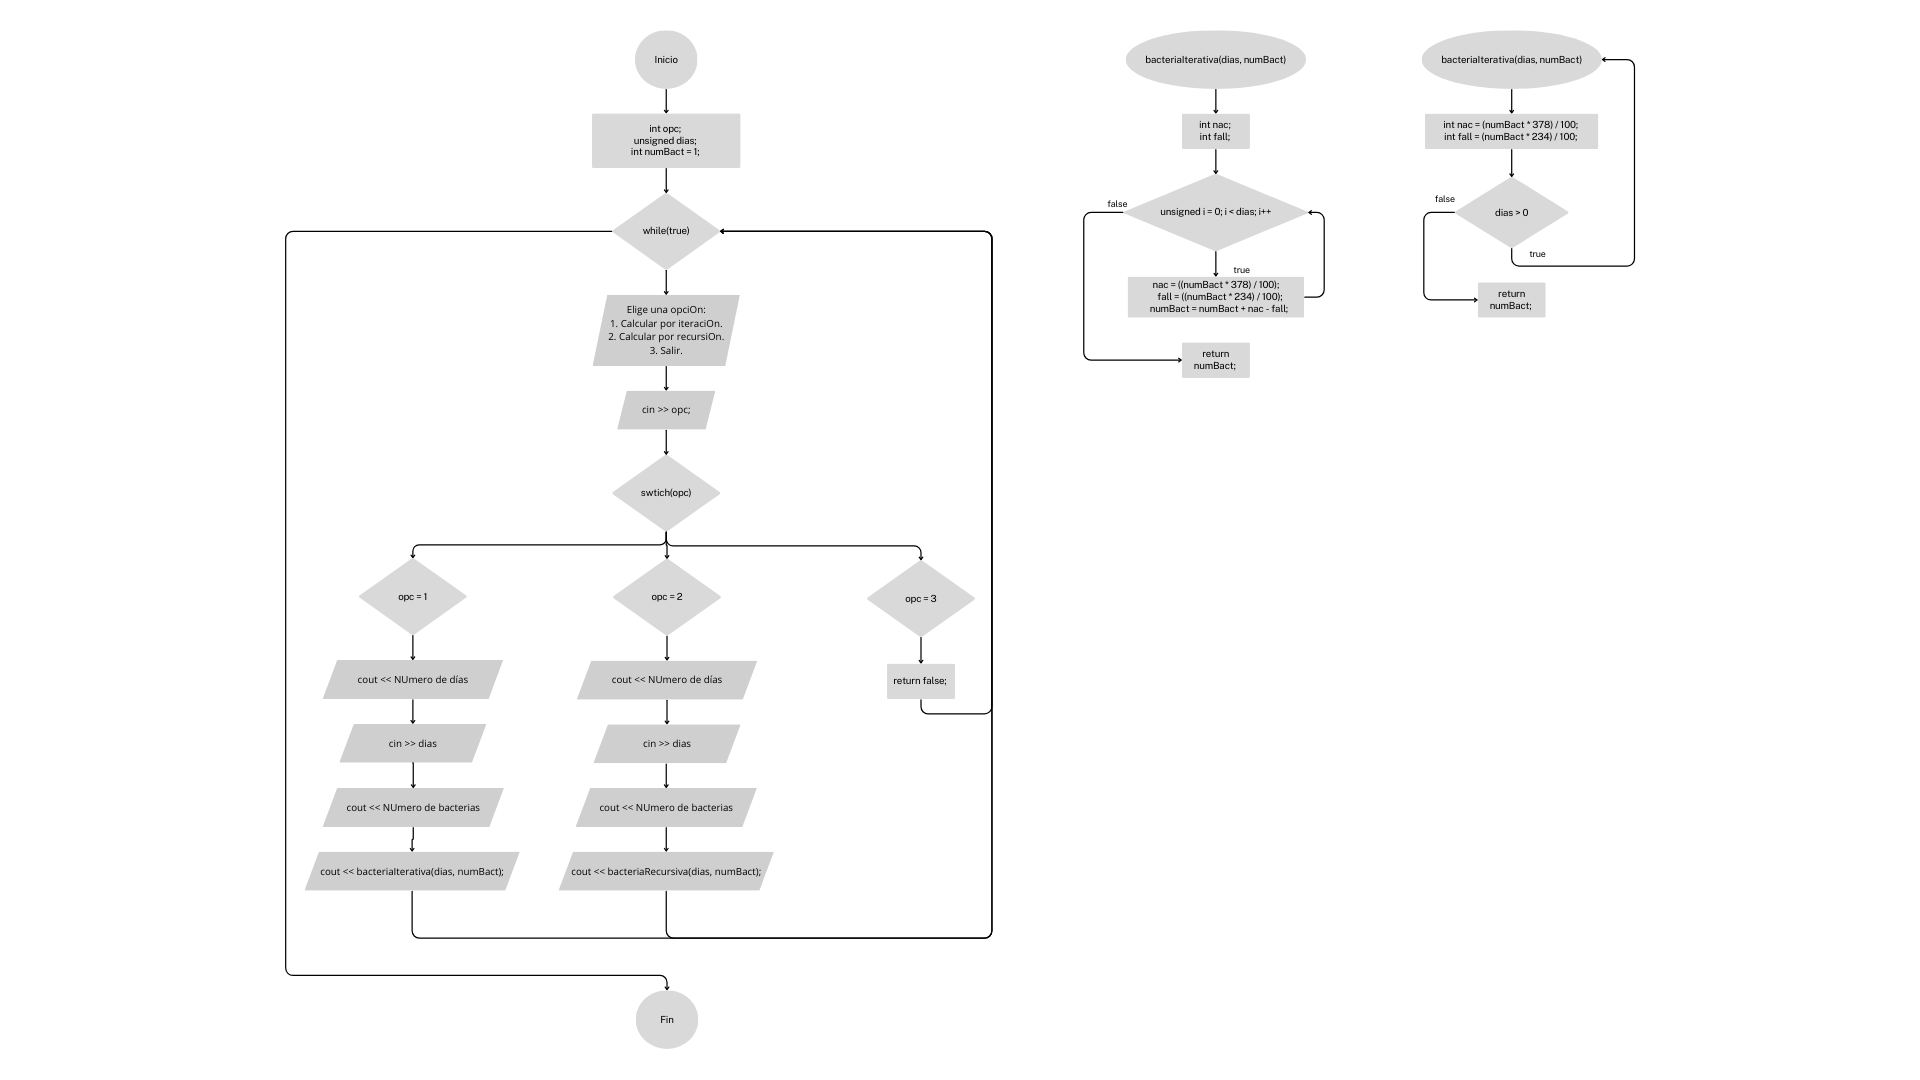 Inicio
int opc;
unsigned dias;
int numBact = 1;
while(true)
Elige una opciOn:
1. Calcular por iteraciOn.
2. Calcular por recursiOn.
3. Salir.
cin >> opc;
swtich(opc)
opc = 1
cout << NUmero de días
cin >> dias
cout << NUmero de bacterias
cout << bacteriaIterativa(dias, numBact);
opc = 2
cout << NUmero de días
cin >> dias
cout << NUmero de bacterias
cout << bacteriaRecursiva(dias, numBact);
opc = 3
return false;
Fin
bacteriaIterativa(dias, numBact)
int nac;
int fall;
false
unsigned i = 0; i < dias; i++
true
nac = ((numBact * 378) / 100);
fall = ((numBact * 234) / 100);
numBact = numBact + nac - fall;
return
numBact;
bacteriaIterativa(dias, numBact)
int nac = (numBact * 378) / 100;
int fall = (numBact * 234) / 100;
false
dias > 0
true
return
numBact;